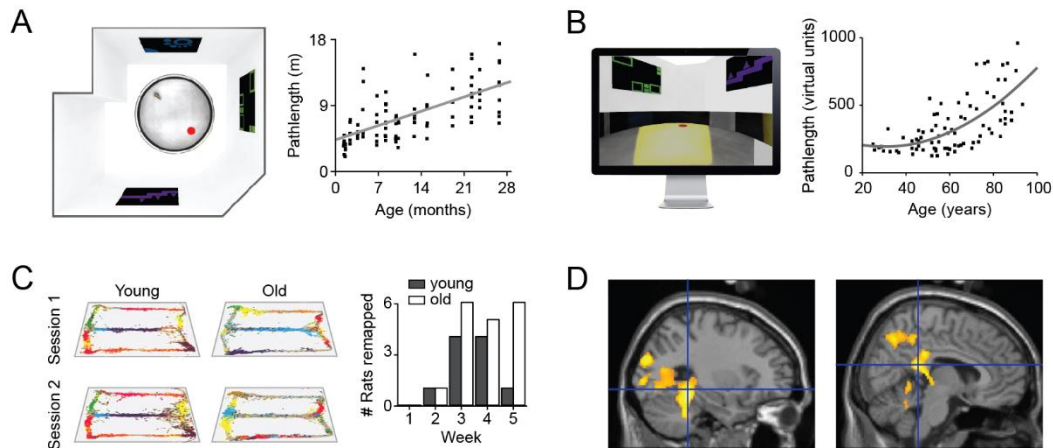 A
Pathlength (m)
18
9
0
0 7 14 21 28
Age (months)
B
Pathlength (virtual units)
1000
500
0
20 40 60 80 100
Age (years)
C
Young Old
Session 1
Session 2
# Rats remapped
young
old
6
3
0
1 2 3 4 5
Week
D